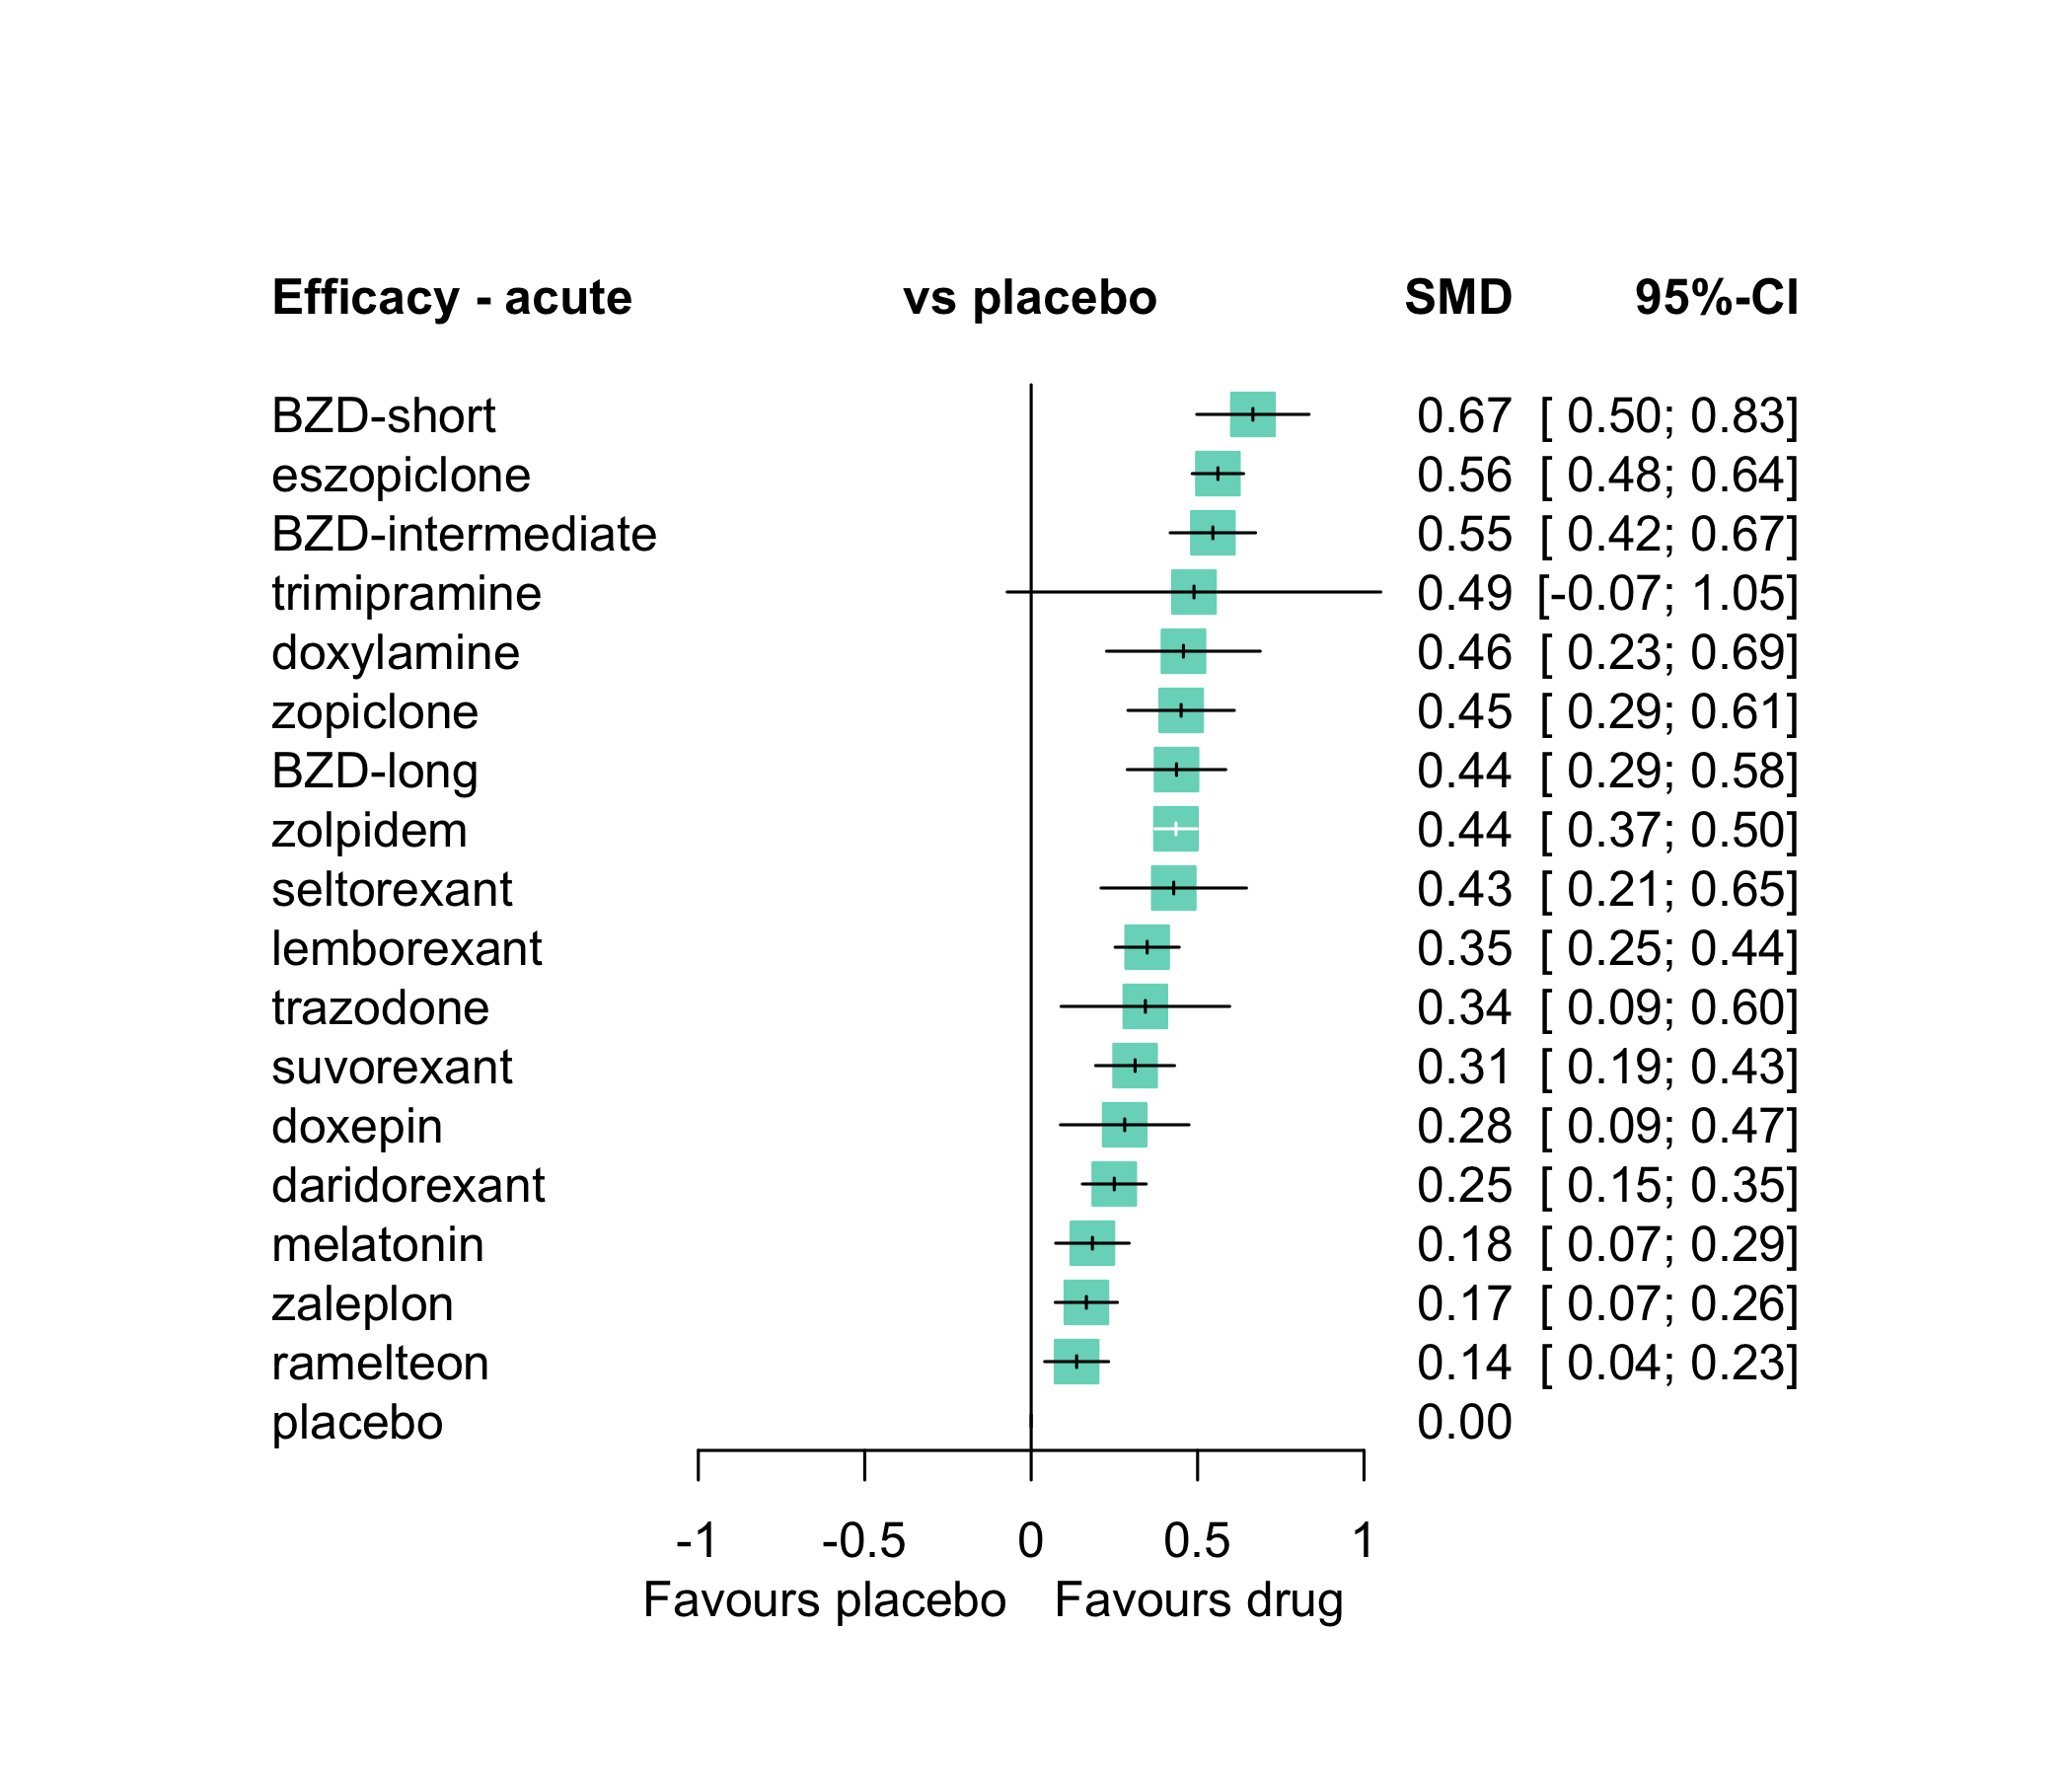 Efficacy - acute vs placebo SMD 95%-CI
BZD-short 0.67 [ 0.50; 0.83]
eszopiclone 0.56 [ 0.48; 0.64]
BZD-intermediate 0.55 [ 0.42; 0.67]
trimipramine 0.49 [-0.07; 1.05]
doxylamine 0.46 [ 0.23; 0.69]
zopiclone 0.45 [ 0.29; 0.61]
BZD-long 0.44 [ 0.29; 0.58]
zolpidem 0.44 [ 0.37; 0.50]
seltorexant 0.43 [ 0.21; 0.65]
lemborexant 0.35 [ 0.25; 0.44]
trazodone 0.34 [ 0.09; 0.60]
suvorexant 0.31 [ 0.19; 0.43]
doxepin 0.28 [ 0.09; 0.47]
daridorexant 0.25 [ 0.15; 0.35]
melatonin 0.18 [ 0.07; 0.29]
zaleplon 0.17 [ 0.07; 0.26]
ramelteon 0.14 [ 0.04; 0.23]
placebo 0.00
-1 -0.5 0 0.5 1
Favours placebo Favours drug